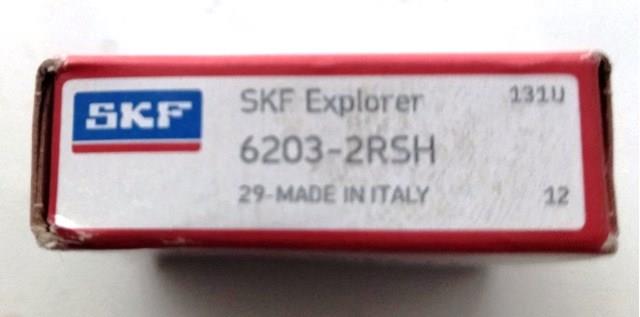 SKF
SKF Explorer
131U
6203-2RSH
29-MADE IN ITALY
12